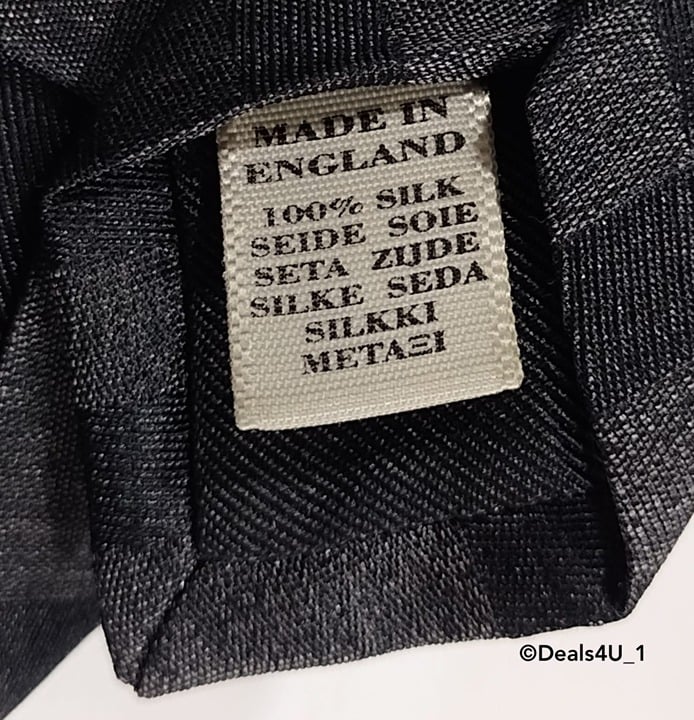 MADE IN
ENGLAND
100% SILK
SEIDE SOIE
SETA ZIJDE
SILKE SEDA
SILKKI
ΜΕΤΑΞΙ
©Deals4U_1